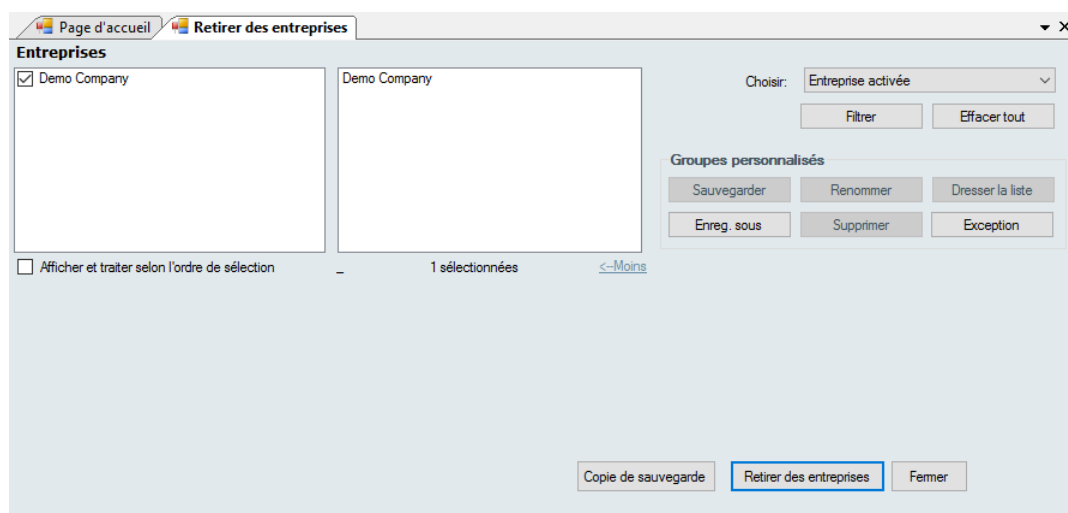 Page d'accueil Retirer des entreprises
Entreprises
Demo Company
Demo Company
Choisir: Entreprise activée
Filtrer Effacer tout
Groupes personnalisés
Sauvegarder Renommer Dresser la liste
Enreg. sous Supprimer Exception
Afficher et traiter selon l'ordre de sélection _ 1 sélectionnées <--Moins
Copie de sauvegarde Retirer des entreprises Fermer